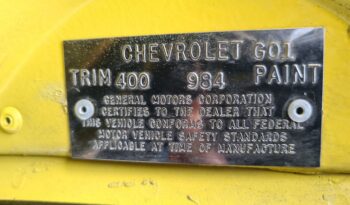 CHEVROLET 601
TRIM 400 984 PAINT
GENERAL MOTORS CORPORATION
CERTIFIES TO THE DEALER THAT
THIS VEHICLE CONFORMS TO ALL FEDERAL
MOTOR VEHICLE SAFETY STANDARDS
APPLICABLE AT TIME OF MANUFACTURE